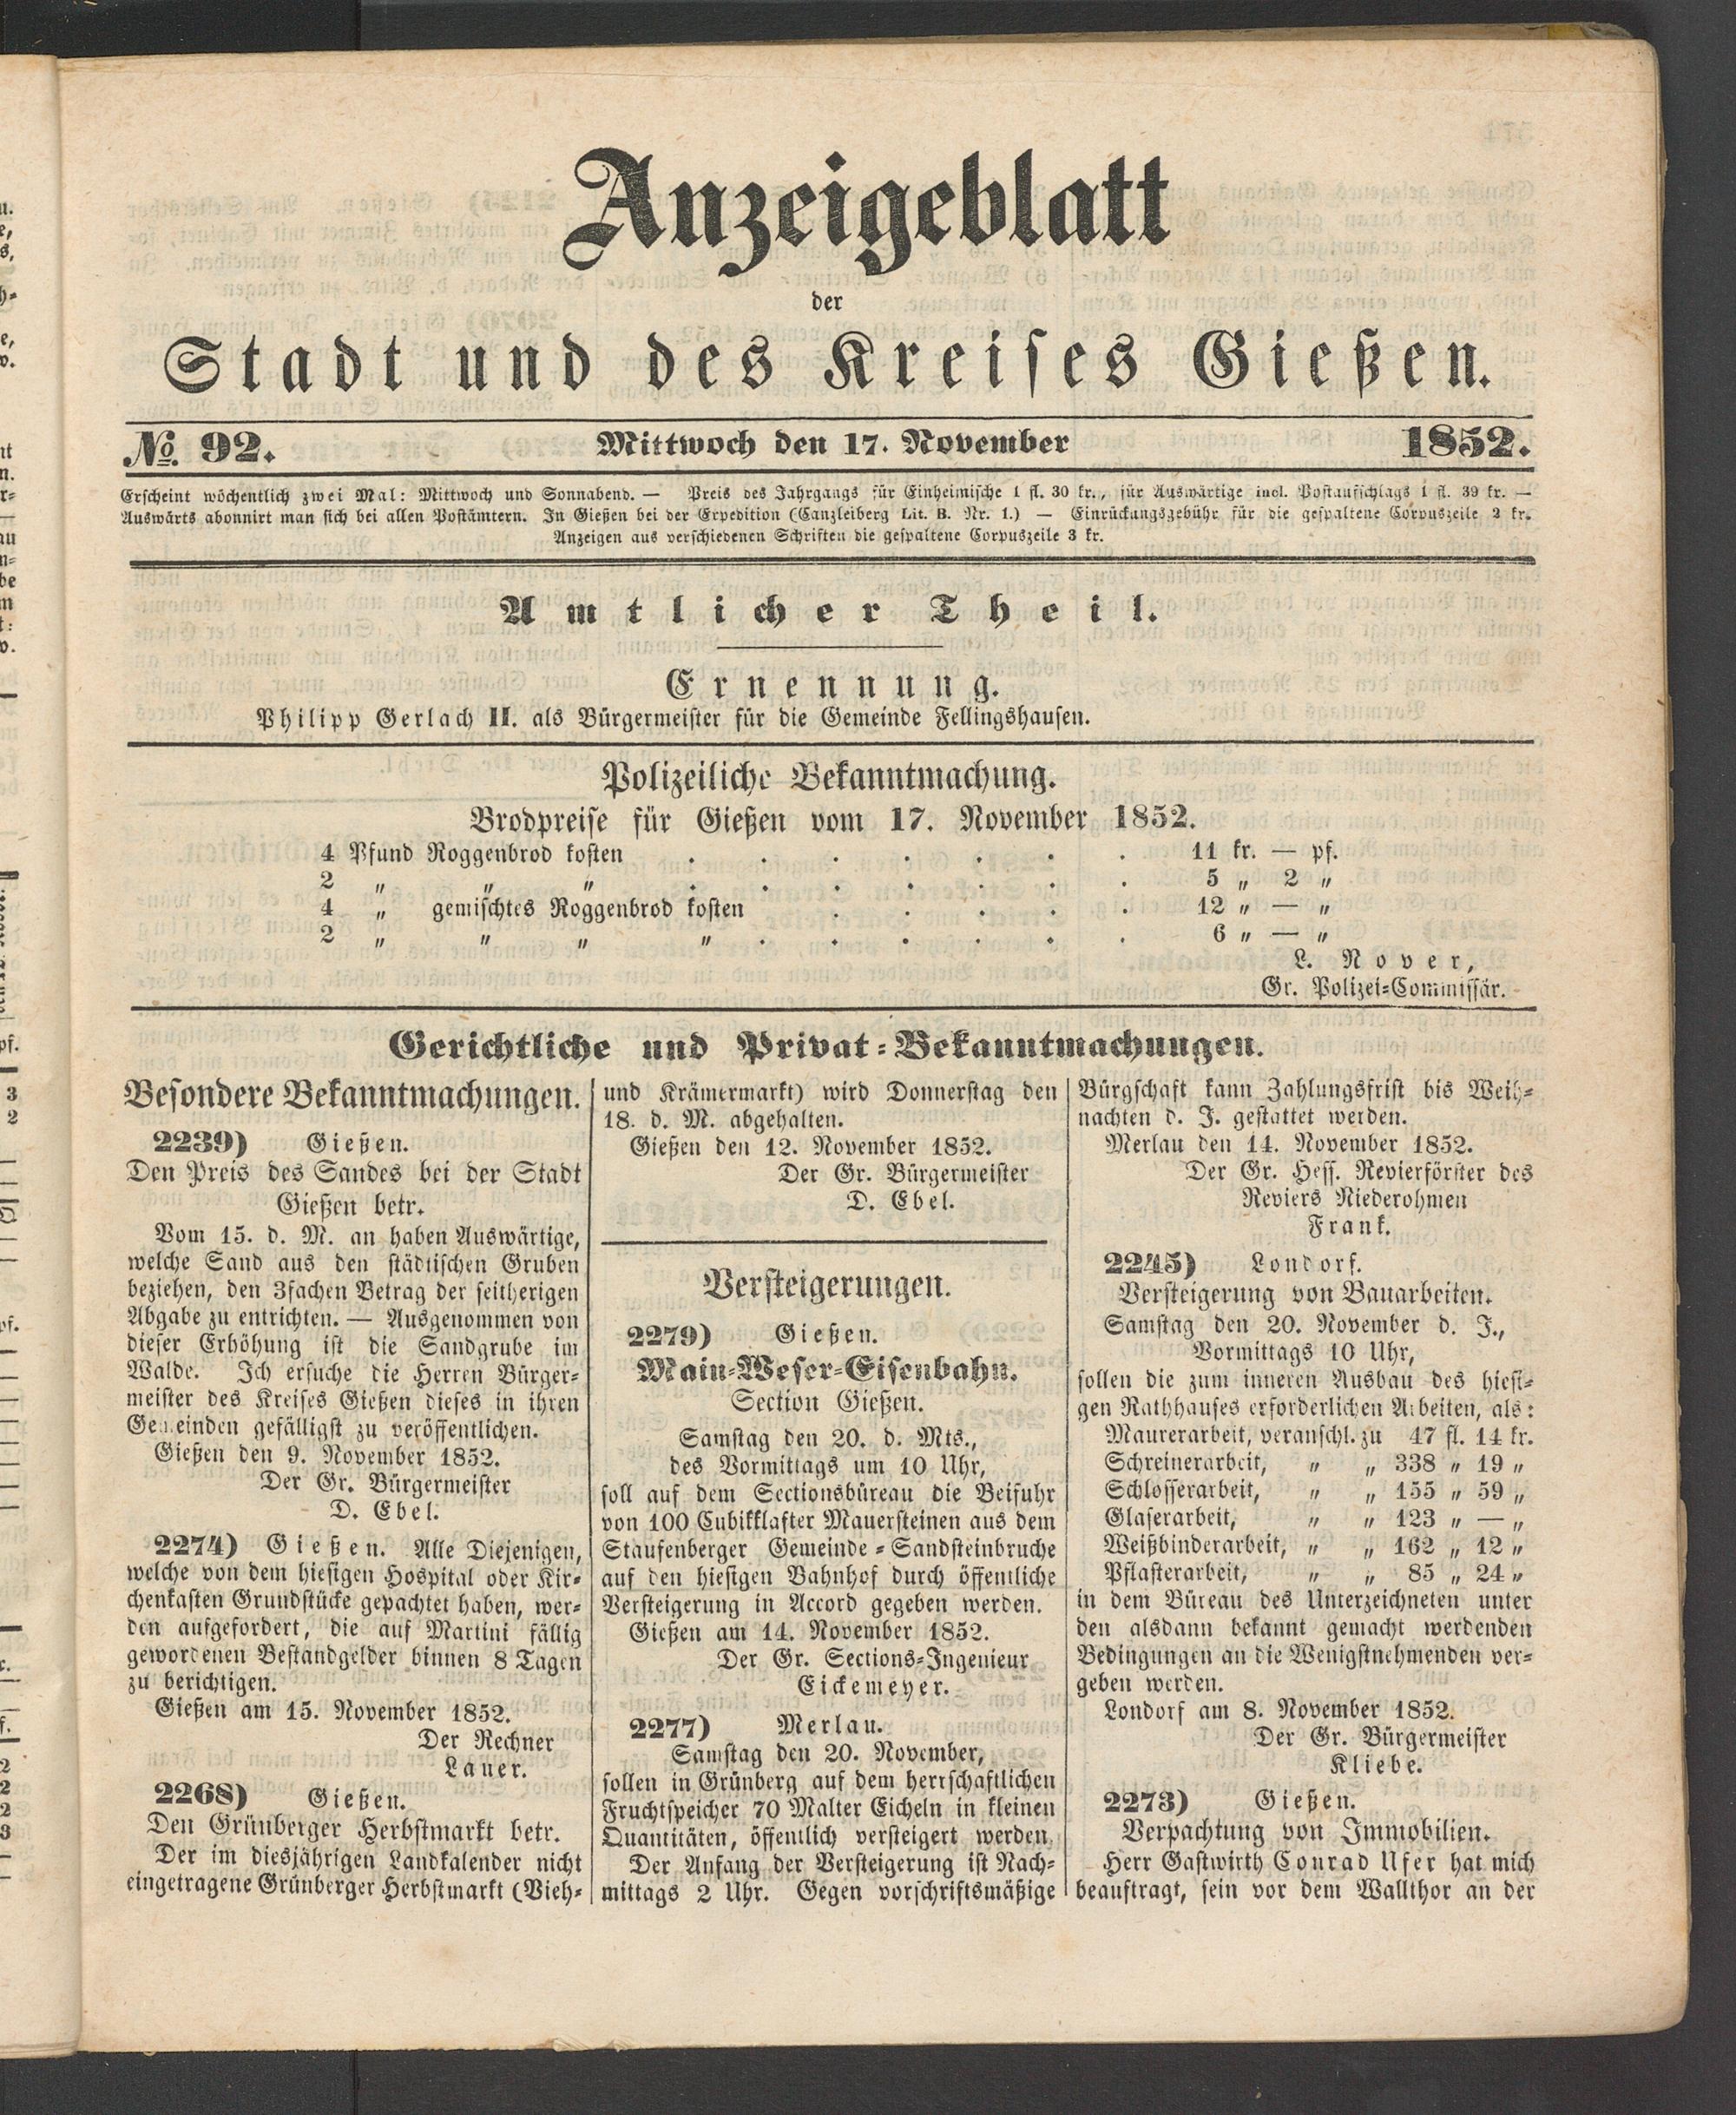 Anzeigeblatt
der
Stadt und des Kreises Gießen.
No. 92. Mittwoch den 17. November 1852.
Erscheint wöchentlich zwei Mal: Mittwoch und Sonnabend. — Preis des Jahrgangs für Einheimische 1 fl. 30 kr., für Auswärtige incl. Postaufschlags 1 fl. 39 kr. —
Auswärts abonnirt man sich bei allen Postämtern. In Gießen bei der Expedition (Canzleiberg Lit. B. Nr. 1.) — Einrückungsgebühr für die gespaltene Corpuszeile 2 kr.
Anzeigen aus verschiedenen Schriften die gespaltene Corpuszeile 3 kr.
Amtlicher Theil.
Ernennung.
Philipp Gerlach II. als Bürgermeister für die Gemeinde Fellingshausen.
Polizeiliche Bekanntmachung.
Brodpreise für Gießen vom 17. November 1852.
4 Pfund Roggenbrod kosten . . . . . . . 11 kr. — pf.
2 „ „ „ . . . . . . . 5 „ 2 „
4 „ gemischtes Roggenbrod kosten . . . . . 12 „ — „
2 „ „ „ „ . . . . . . 6 „ — „
L. Nover,
Gr. Polizei=Commissär.
Gerichtliche und Privat=Bekanntmachungen.
Besondere Bekanntmachungen.
2239) Gießen.
Den Preis des Sandes bei der Stadt
Gießen betr.
Vom 15. d. M. an haben Auswärtige,
welche Sand aus den städtischen Gruben
beziehen, den 3fachen Betrag der seitherigen
Abgabe zu entrichten. — Ausgenommen von
dieser Erhöhung ist die Sandgrube im
Walde. Ich ersuche die Herren Bürger=
meister des Kreises Gießen dieses in ihren
Gemeinden gefälligst zu veröffentlichen.
Gießen den 9. November 1852.
Der Gr. Bürgermeister
D. Ebel.
2274) Gießen. Alle Diejenigen,
welche von dem hiesigen Hospital oder Kir=
chenkasten Grundstücke gepachtet haben, wer=
den aufgefordert, die auf Martini fällig
gewordenen Bestandgelder binnen 8 Tagen
zu berichtigen.
Gießen am 15. November 1852.
Der Rechner
Lauer.
2268) Gießen.
Den Grünberger Herbstmarkt betr.
Der im diesjährigen Landkalender nicht
eingetragene Grünberger Herbstmarkt (Vieh=
und Krämermarkt) wird Donnerstag den
18. d. M. abgehalten.
Gießen den 12. November 1852.
Der Gr. Bürgermeister
D. Ebel.
Versteigerungen.
2279) Gießen.
Main=Weser=Eisenbahn.
Section Gießen.
Samstag den 20. d. Mts.,
des Vormittags um 10 Uhr,
soll auf dem Sectionsbüreau die Beifuhr
von 100 Cubikklafter Mauersteinen aus dem
Staufenberger Gemeinde=Sandsteinbruche
auf den hiesigen Bahnhof durch öffentliche
Versteigerung in Accord gegeben werden.
Gießen am 14. November 1852.
Der Gr. Sections=Ingenieur
Eickemeyer.
2277) Merlau.
Samstag den 20. November,
sollen in Grünberg auf dem herrschaftlichen
Fruchtspeicher 70 Malter Eicheln in kleinen
Quantitäten, öffentlich versteigert werden.
Der Anfang der Versteigerung ist Nach=
mittags 2 Uhr. Gegen vorschriftsmäßige
Bürgschaft kann Zahlungsfrist bis Weih=
nachten d. J. gestattet werden.
Merlau den 14. November 1852.
Der Gr. Hess. Revierförster des
Reviers Niederohmen
Frank.
2245) Londorf.
Versteigerung von Bauarbeiten.
Samstag den 20. November d. J.,
Vormittags 10 Uhr,
sollen die zum inneren Ausbau des hiesi=
gen Rathhauses erforderlichen Arbeiten, als:
Maurerarbeit, veranschl. zu 47 fl. 14 kr.
Schreinerarbeit, „ „ 338 „ 19 „
Schlosserarbeit, „ „ 155 „ 59 „
Glaserarbeit, „ „ 123 „ — „
Weißbinderarbeit, „ „ 162 „ 12 „
Pflasterarbeit, „ „ 85 „ 24 „
in dem Büreau des Unterzeichneten unter
den alsdann bekannt gemacht werdenden
Bedingungen an die Wenigstnehmenden ver=
geben werden.
Londorf am 8. November 1852.
Der Gr. Bürgermeister
Kliebe.
2273) Gießen.
Verpachtung von Immobilien.
Herr Gastwirth Conrad Ufer hat mich
beauftragt, sein vor dem Wallthor an der